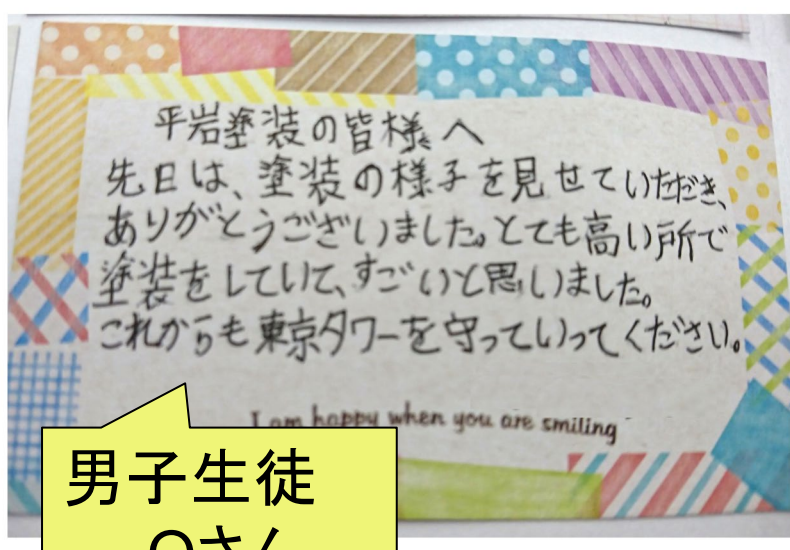 平岩塗装の皆様へ
先日は、塗装の様子を見せていただき、
ありがとうございました。とても高い所で
塗装をしていて、すごいと思いました。
これからも東京タワーを守っていってください。
I am happy when you are smiling
男子生徒
さん